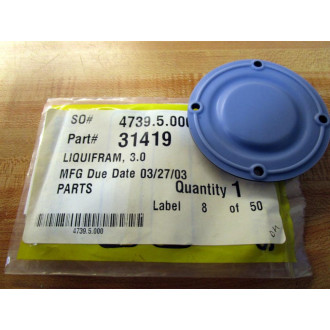 SO# 4739.5.000
Part# 31419
LIQUIFRAM, 3.0
MFG Due Date 03/27/03
PARTS Quantity 1
Label 8 of 50
4739.5.000